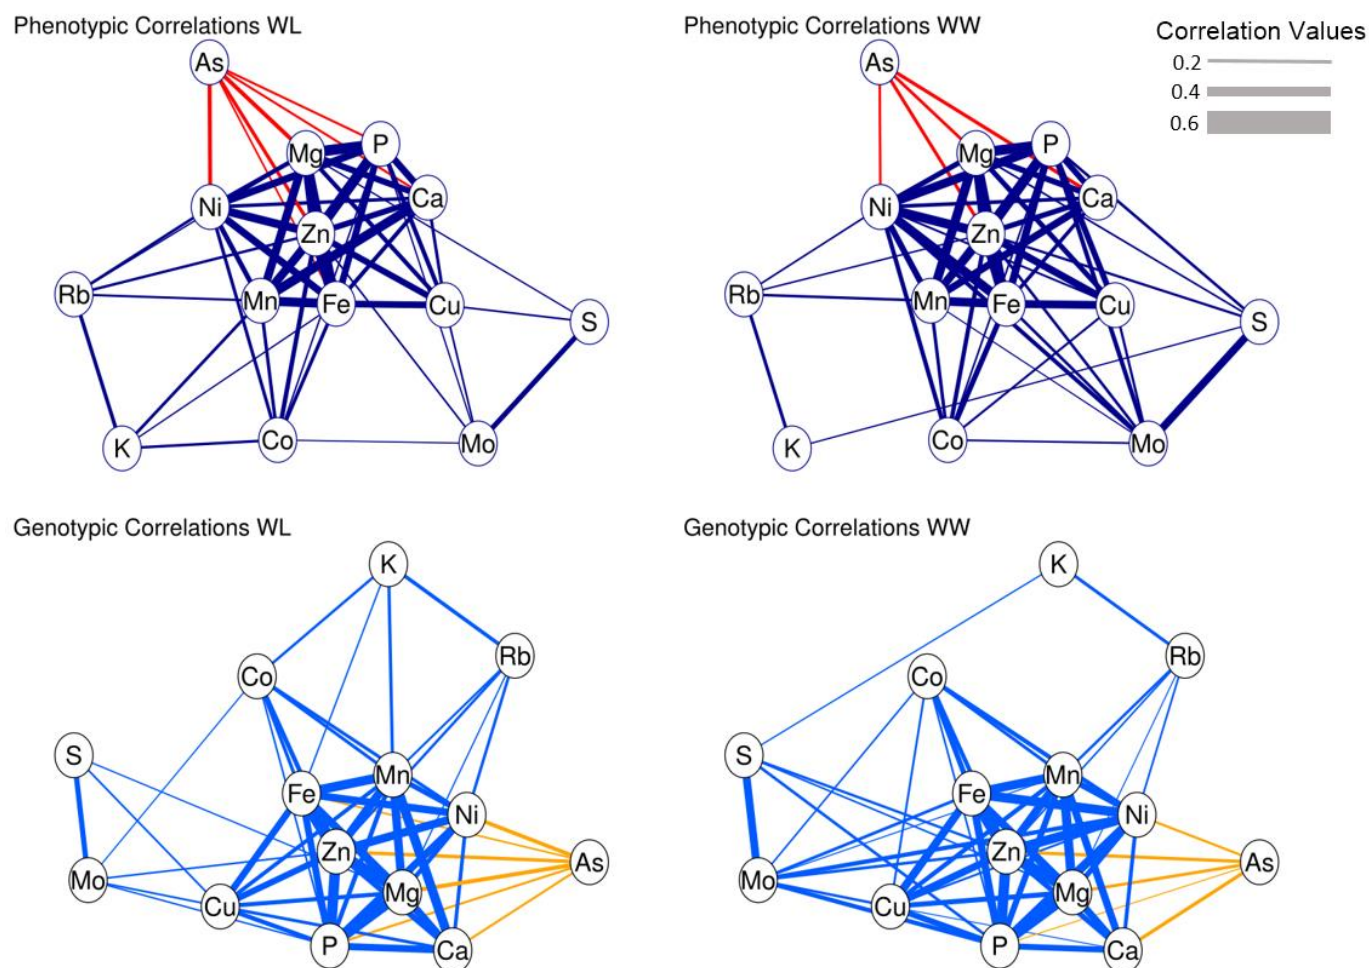 Phenotypic Correlations WL
As
Mg
P
Ca
Ni
Zn
Rb
Mn
Fe
Cu
S
K
Co
Mo
Phenotypic Correlations WW
As
Mg
P
Ca
Ni
Zn
Rb
Mn
Fe
Cu
S
K
Co
Mo
Correlation Values
0.2
0.4
0.6
Genotypic Correlations WL
K
Rb
Co
S
Mn
Fe
Ni
Zn
As
Mo
Mg
Cu
P
Ca
Genotypic Correlations WW
K
Rb
Co
S
Mn
Fe
Ni
Zn
As
Mo
Mg
Cu
P
Ca